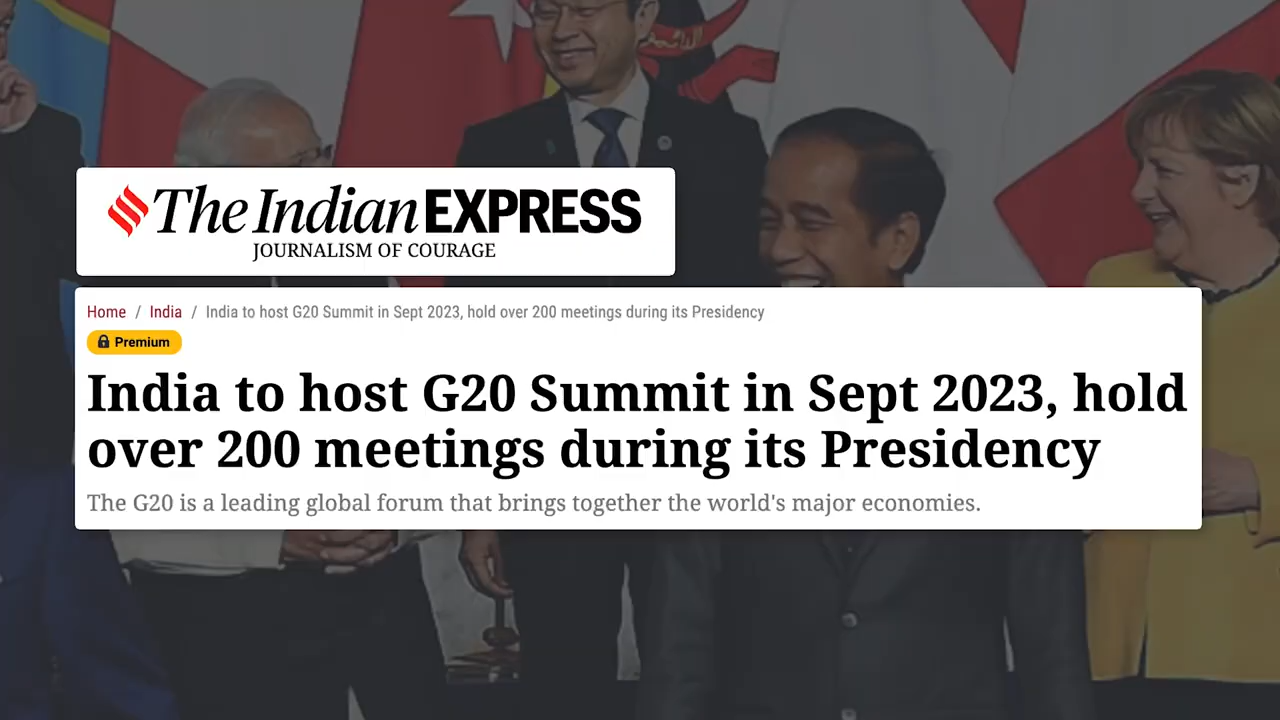 The Indian EXPRESS
JOURNALISM OF COURAGE
Home / India / India to host G20 Summit in Sept 2023, hold over 200 meetings during its Presidency
Premium
India to host G20 Summit in Sept 2023, hold
over 200 meetings during its Presidency
The G20 is a leading global forum that brings together the world's major economies.